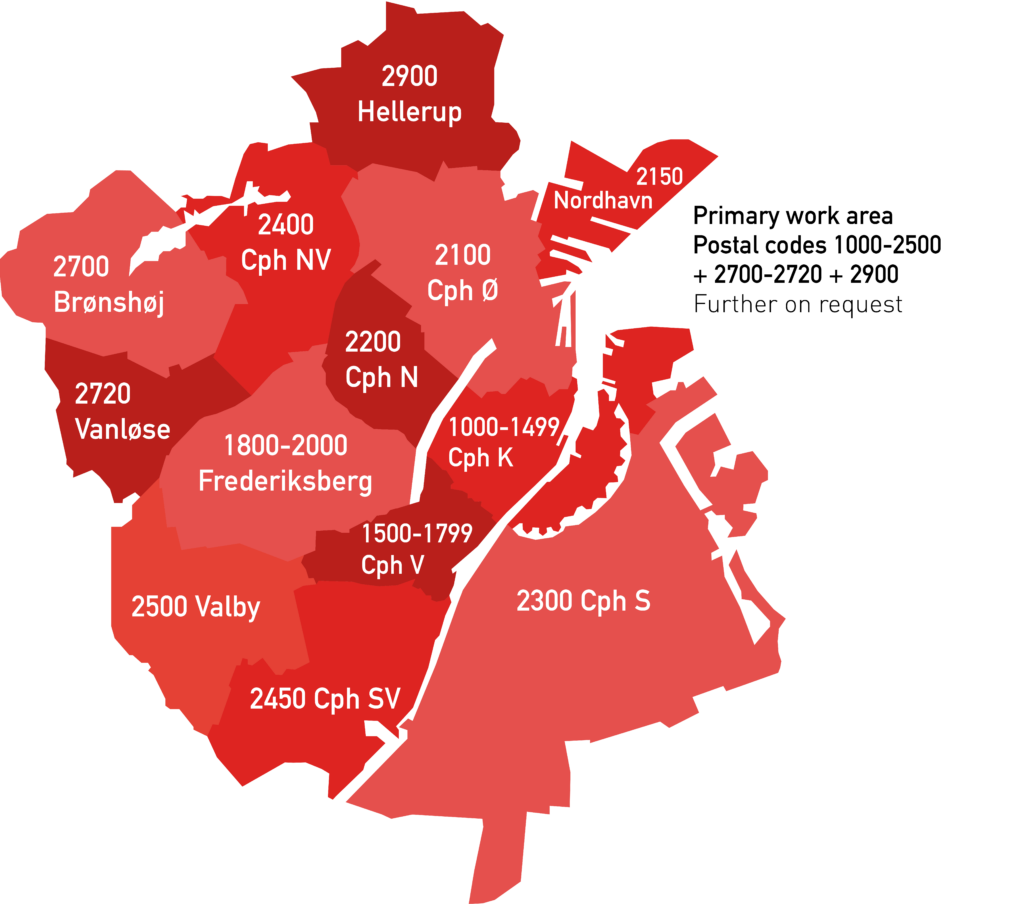 2900
Hellerup
2150
Nordhavn
Primary work area
Postal codes 1000-2500
+ 2700-2720 + 2900
Further on request
2400
Cph NV
2700
Brønshøj
2100
Cph Ø
2200
Cph N
2720
Vanløse
1800-2000
Frederiksberg
1000-1499
Cph K
1500-1799
Cph V
2500 Valby
2300 Cph S
2450 Cph SV